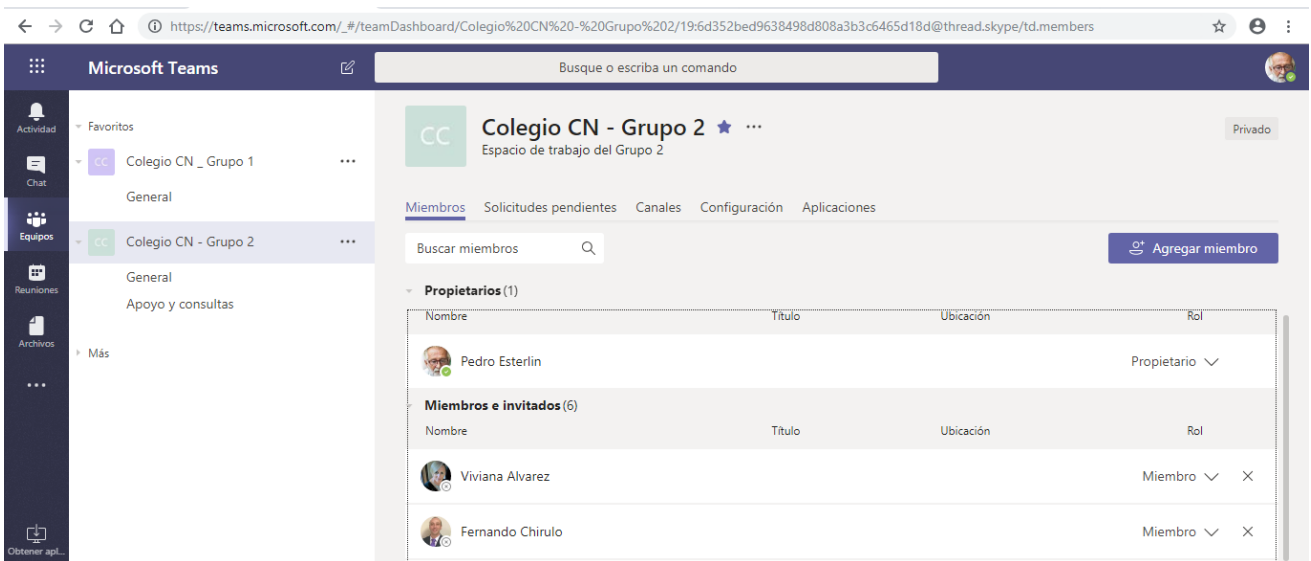 https://teams.microsoft.com/_#/teamDashboard/Colegio%20CN%20-%20Grupo%202/19:6d352bed9638498d808a3b3c6465d18d@thread.skype/td.members
Microsoft Teams
Busque o escriba un comando
Actividad
Chat
Equipos
Reuniones
Archivos
Obtener apl...
Favoritos
CC Colegio CN _ Grupo 1
General
CC Colegio CN - Grupo 2
General
Apoyo y consultas
Más
CC
Colegio CN - Grupo 2
Espacio de trabajo del Grupo 2
Privado
Miembros Solicitudes pendientes Canales Configuración Aplicaciones
Buscar miembros
Agregar miembro
Propietarios (1)
Nombre Título Ubicación Rol
Pedro Esterlin Propietario
Miembros e invitados (6)
Nombre Título Ubicación Rol
Viviana Alvarez Miembro
Fernando Chirulo Miembro